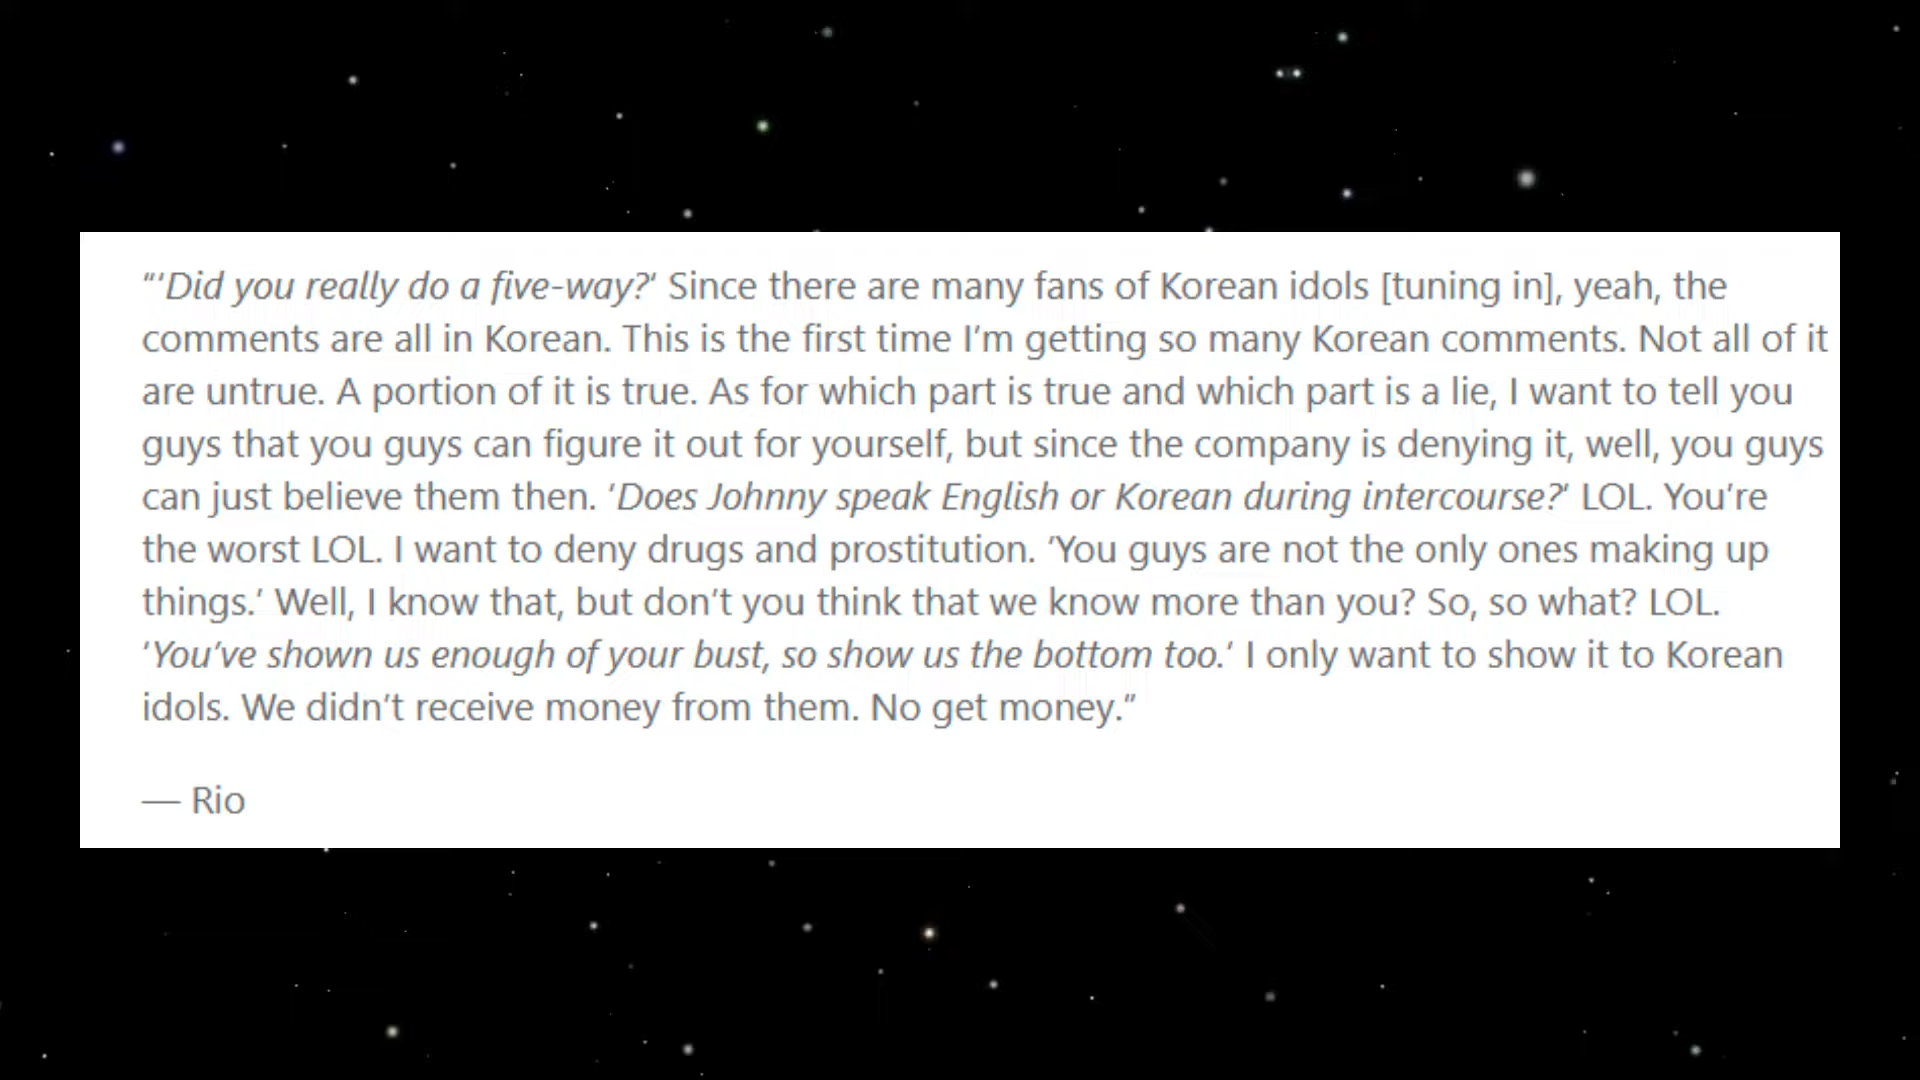 “‘Did you really do a five-way?‘ Since there are many fans of Korean idols [tuning in], yeah, the
comments are all in Korean. This is the first time I’m getting so many Korean comments. Not all of it
are untrue. A portion of it is true. As for which part is true and which part is a lie, I want to tell you
guys that you guys can figure it out for yourself, but since the company is denying it, well, you guys
can just believe them then. ‘Does Johnny speak English or Korean during intercourse?‘ LOL. You’re
the worst LOL. I want to deny drugs and prostitution. ‘You guys are not the only ones making up
things.‘ Well, I know that, but don’t you think that we know more than you? So, so what? LOL.
‘You’ve shown us enough of your bust, so show us the bottom too.‘ I only want to show it to Korean
idols. We didn’t receive money from them. No get money.”
— Rio